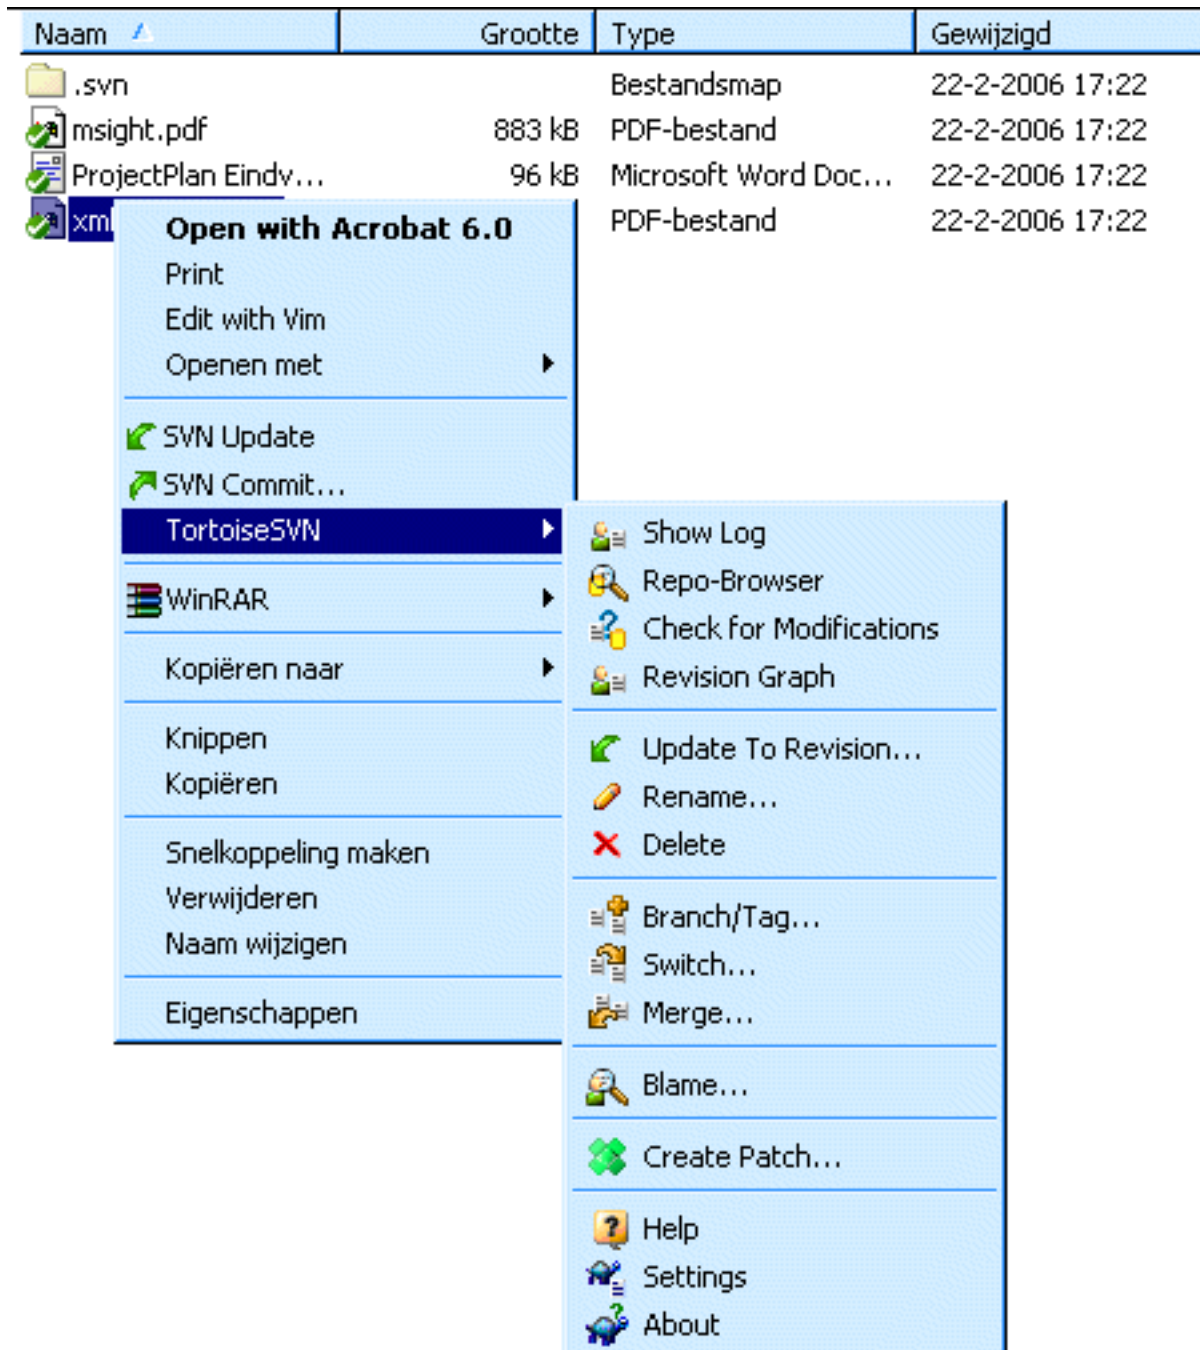 Naam Grootte Type Gewijzigd
.svn Bestandsmap 22-2-2006 17:22
msight.pdf 883 kB PDF-bestand 22-2-2006 17:22
ProjectPlan Eindv... 96 kB Microsoft Word Doc... 22-2-2006 17:22
xml PDF-bestand 22-2-2006 17:22
Open with Acrobat 6.0
Print
Edit with Vim
Openen met
SVN Update
SVN Commit...
TortoiseSVN
WinRAR
Kopiëren naar
Knippen
Kopiëren
Snelkoppeling maken
Verwijderen
Naam wijzigen
Eigenschappen
Show Log
Repo-Browser
Check for Modifications
Revision Graph
Update To Revision...
Rename...
Delete
Branch/Tag...
Switch...
Merge...
Blame...
Create Patch...
Help
Settings
About